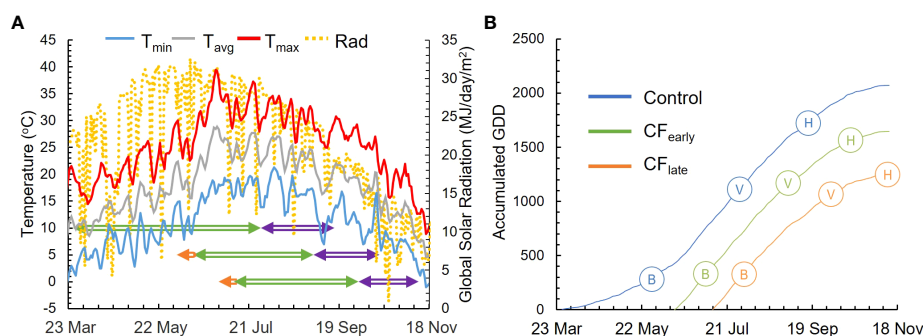 A
T_min T_avg T_max Rad
Temperature (°C)
45
40
35
30
25
20
15
10
5
0
-5
35
30
25
20
15
10
5
0
Global Solar Radiation (MJ/day/m²)
23 Mar 22 May 21 Jul 19 Sep 18 Nov
B
Accumulated GDD
2500
2000
1500
1000
500
0
Control
CF_early
CF_late
H
H
H
V
V
V
B
B
B
23 Mar 22 May 21 Jul 19 Sep 18 Nov